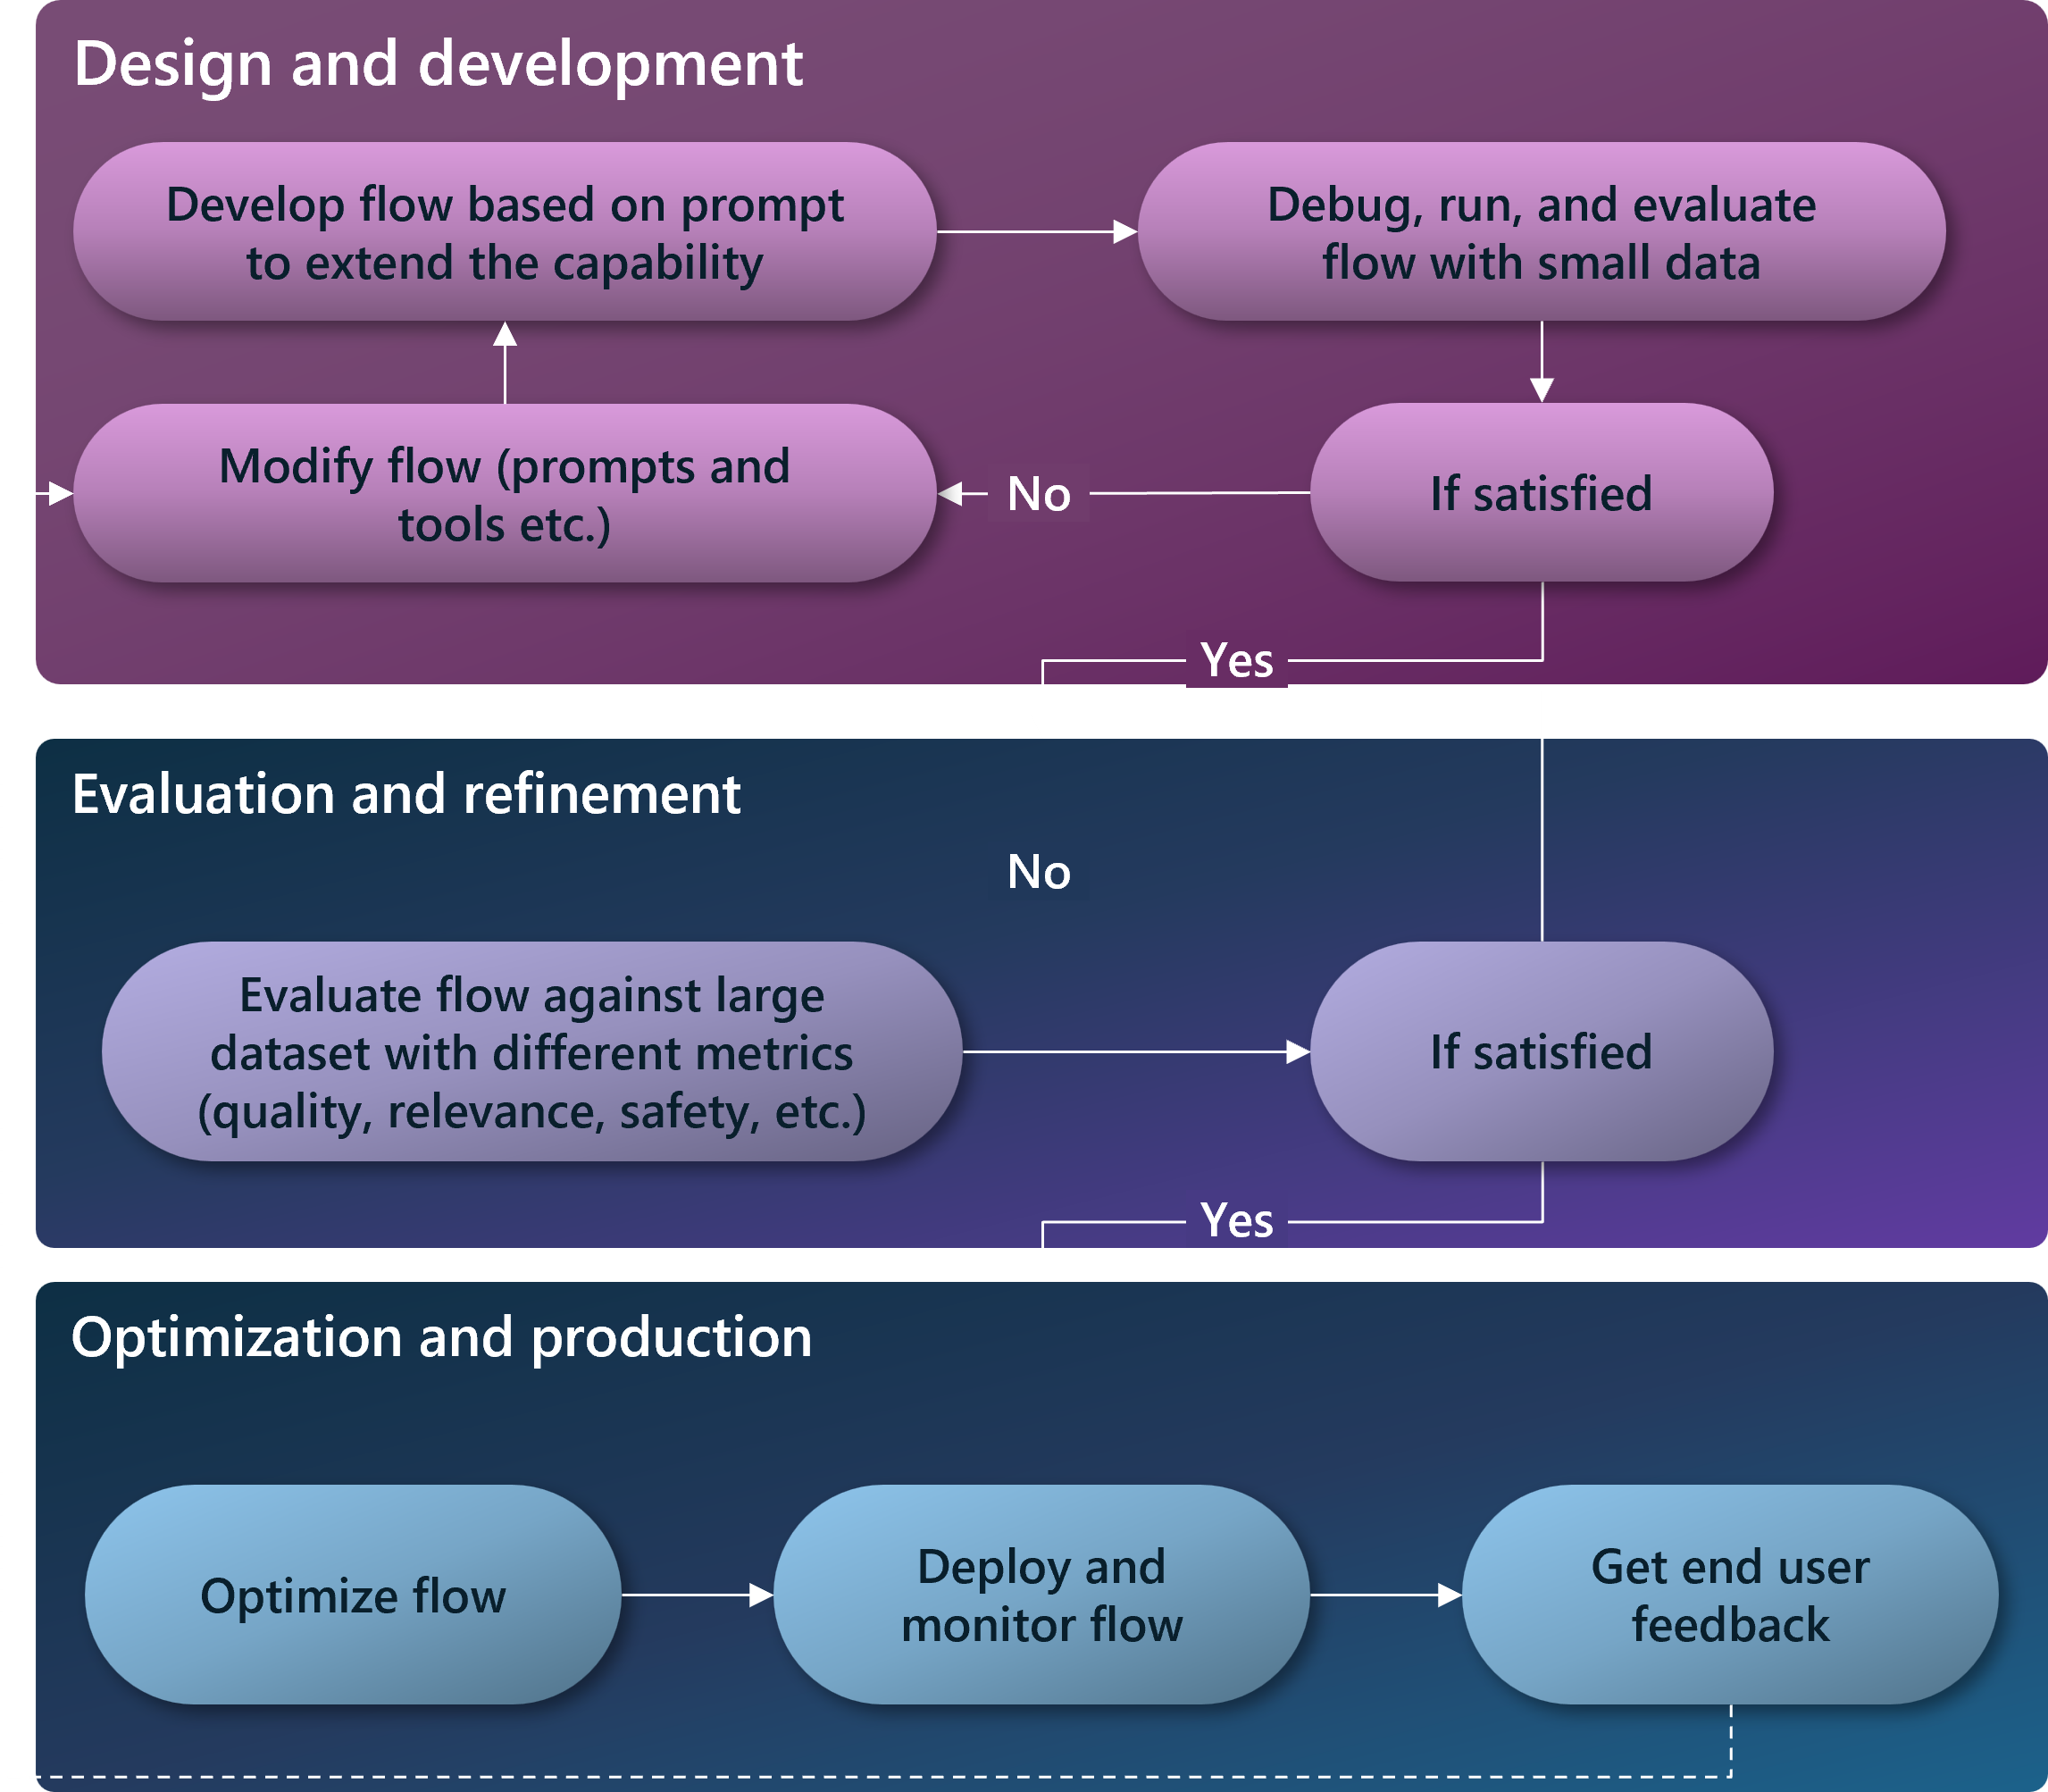 Design and development
Develop flow based on prompt
to extend the capability
Debug, run, and evaluate
flow with small data
Modify flow (prompts and
tools etc.)
No
If satisfied
Yes
Evaluation and refinement
No
Evaluate flow against large
dataset with different metrics
(quality, relevance, safety, etc.)
If satisfied
Yes
Optimization and production
Optimize flow
Deploy and
monitor flow
Get end user
feedback